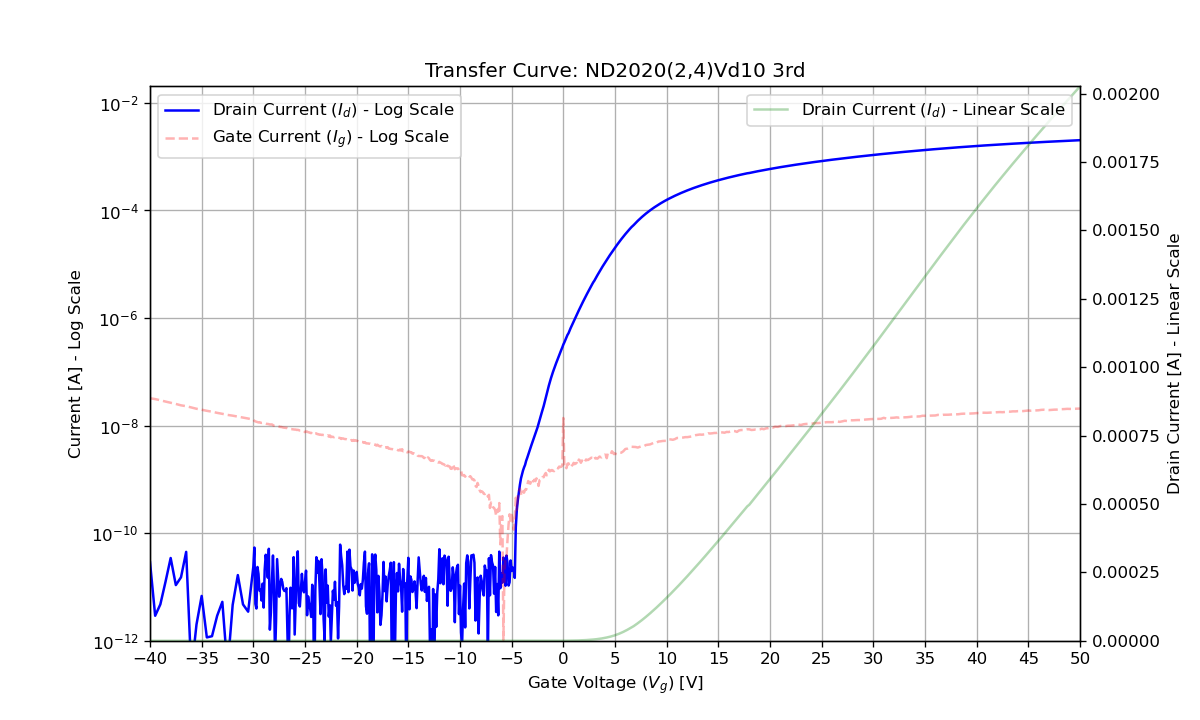 Transfer Curve: ND2020(2,4)Vd10 3rd
Drain Current (I_d) - Log Scale
Gate Current (I_g) - Log Scale
Drain Current (I_d) - Linear Scale
Current [A] - Log Scale
10^−2
10^−4
10^−6
10^−8
10^−10
10^−12
0.00200
0.00175
0.00150
0.00125
0.00100
0.00075
0.00050
0.00025
0.00000
Drain Current [A] - Linear Scale
−40 −35 −30 −25 −20 −15 −10 −5 0 5 10 15 20 25 30 35 40 45 50
Gate Voltage (V_g) [V]